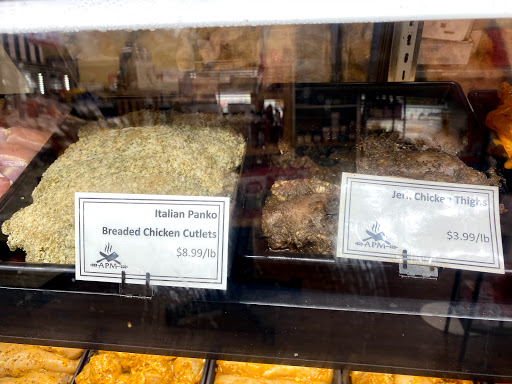 Italian Panko
Breaded Chicken Cutlets
$8.99/lb
APM
Jerk Chicken Thighs
$3.99/lb
APM